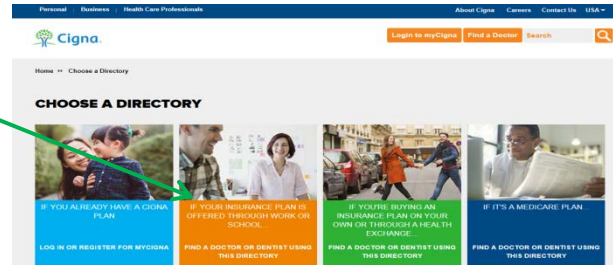 Personal | Business | Health Care Professionals
About Cigna Careers Contact Us USA
Cigna.
Login to myCigna Find a Doctor Search
Home ›› Choose a Directory
CHOOSE A DIRECTORY
IF YOU ALREADY HAVE A CIGNA
PLAN
LOG IN OR REGISTER FOR MYCIGNA
IF YOUR INSURANCE PLAN IS
OFFERED THROUGH WORK OR
SCHOOL...
FIND A DOCTOR OR DENTIST USING
THIS DIRECTORY
IF YOU'RE BUYING AN
INSURANCE PLAN ON YOUR
OWN OR THROUGH A HEALTH
EXCHANGE...
FIND A DOCTOR OR DENTIST USING
THIS DIRECTORY
IF IT'S A MEDICARE PLAN...
FIND A DOCTOR OR DENTIST USING
THIS DIRECTORY